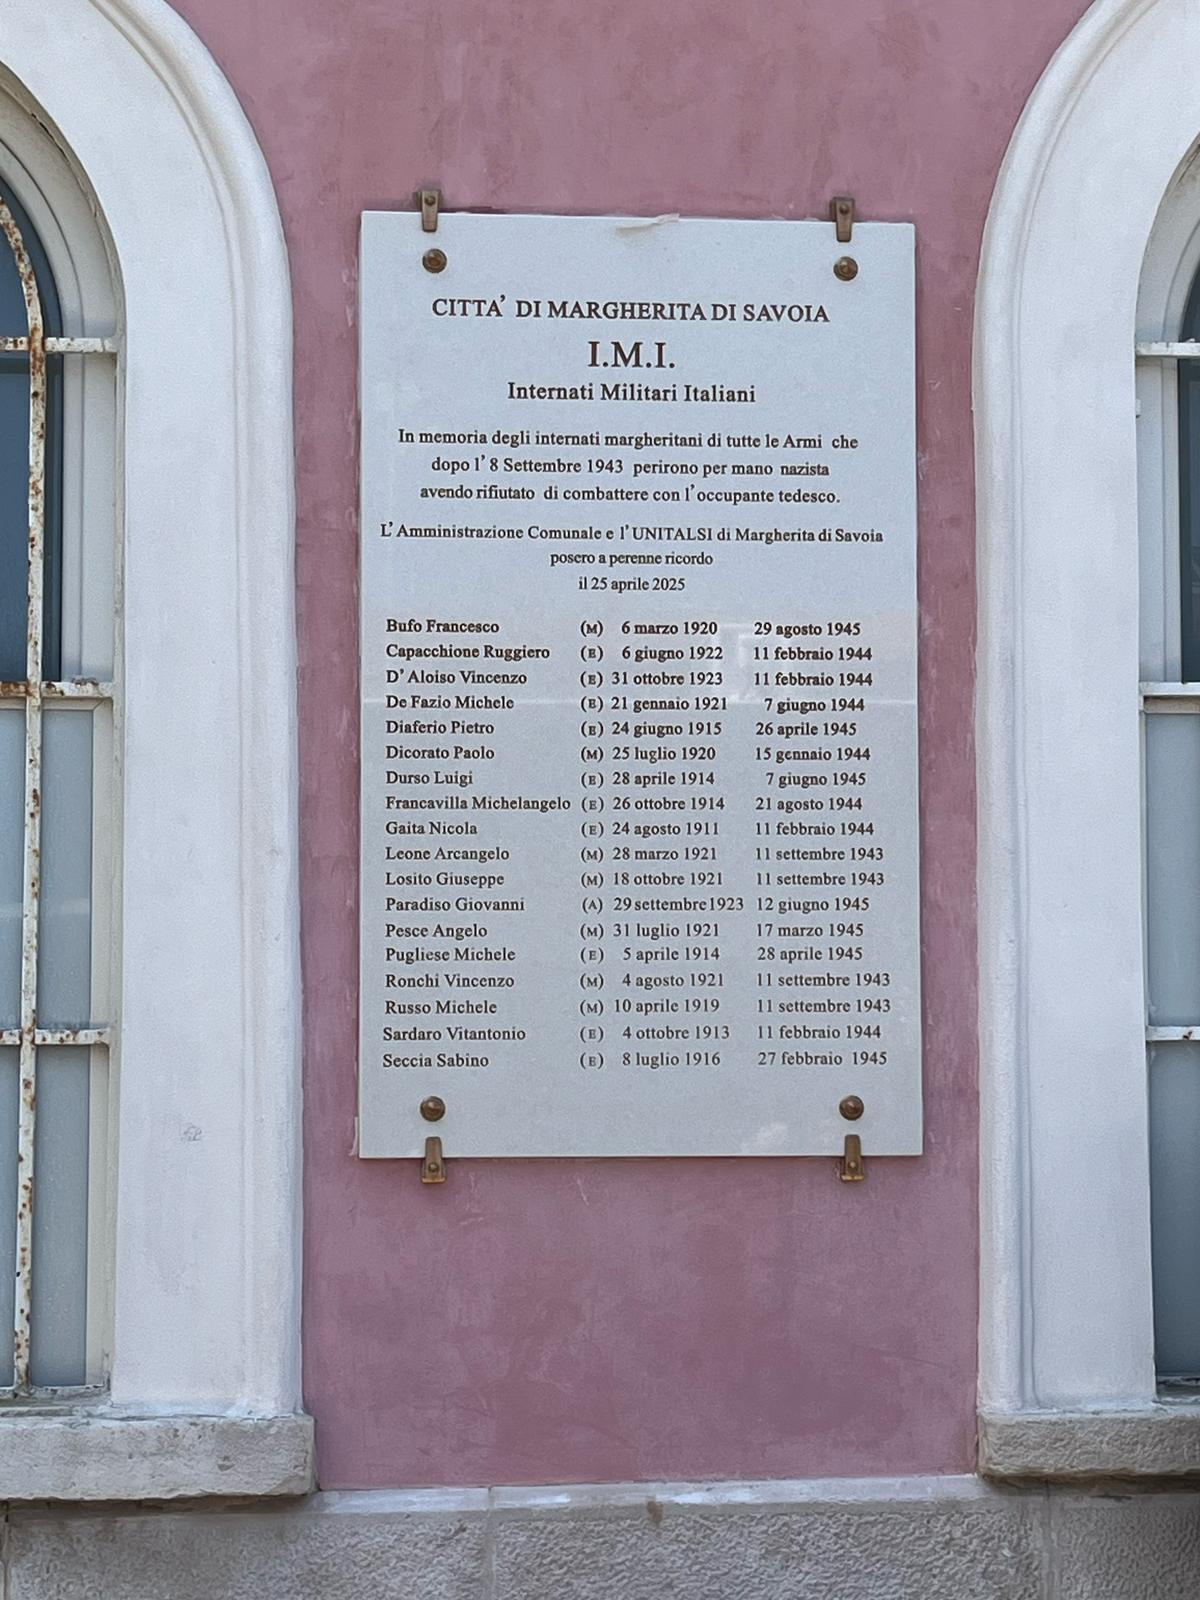 CITTA' DI MARGHERITA DI SAVOIA
I.M.I.
Internati Militari Italiani
In memoria degli internati margheritani di tutte le Armi che
dopo l'8 Settembre 1943 perirono per mano nazista
avendo rifiutato di combattere con l'occupante tedesco.
L'Amministrazione Comunale e l'UNITALSI di Margherita di Savoia
posero a perenne ricordo
il 25 aprile 2025
Bufo Francesco (M) 6 marzo 1920 29 agosto 1945
Capacchione Ruggiero (E) 6 giugno 1922 11 febbraio 1944
D'Aloiso Vincenzo (E) 31 ottobre 1923 11 febbraio 1944
De Fazio Michele (E) 21 gennaio 1921 7 giugno 1944
Diaferio Pietro (E) 24 giugno 1915 26 aprile 1945
Dicorato Paolo (M) 25 luglio 1920 15 gennaio 1944
Durso Luigi (E) 28 aprile 1914 7 giugno 1945
Francavilla Michelangelo (E) 26 ottobre 1914 21 agosto 1944
Gaita Nicola (E) 24 agosto 1911 11 febbraio 1944
Leone Arcangelo (M) 28 marzo 1921 11 settembre 1943
Losito Giuseppe (M) 18 ottobre 1921 11 settembre 1943
Paradiso Giovanni (A) 29 settembre 1923 12 giugno 1945
Pesce Angelo (M) 31 luglio 1921 17 marzo 1945
Pugliese Michele (E) 5 aprile 1914 28 aprile 1945
Ronchi Vincenzo (M) 4 agosto 1921 11 settembre 1943
Russo Michele (M) 10 aprile 1919 11 settembre 1943
Sardaro Vitantonio (E) 4 ottobre 1913 11 febbraio 1944
Seccia Sabino (E) 8 luglio 1916 27 febbraio 1945